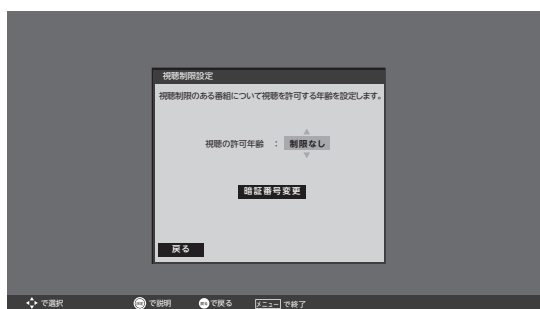 視聴制限設定
視聴制限のある番組について視聴を許可する年齢を設定します。
視聴の許可年齢 : 制限なし
暗証番号変更
戻る
で選択 で説明 で戻る メニュー で終了